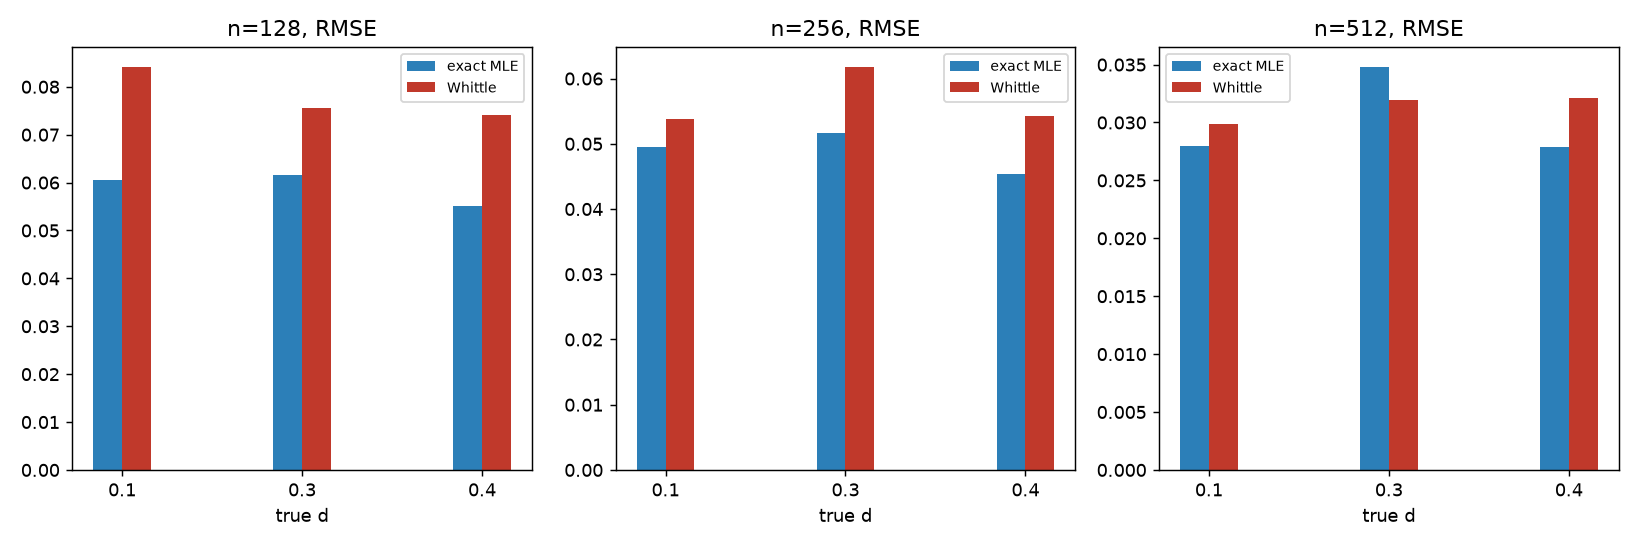 n=128, RMSE
exact MLE
Whittle
0.08
0.07
0.06
0.05
0.04
0.03
0.02
0.01
0.00
0.1 0.3 0.4
true d
n=256, RMSE
exact MLE
Whittle
0.06
0.05
0.04
0.03
0.02
0.01
0.00
0.1 0.3 0.4
true d
n=512, RMSE
exact MLE
Whittle
0.035
0.030
0.025
0.020
0.015
0.010
0.005
0.000
0.1 0.3 0.4
true d